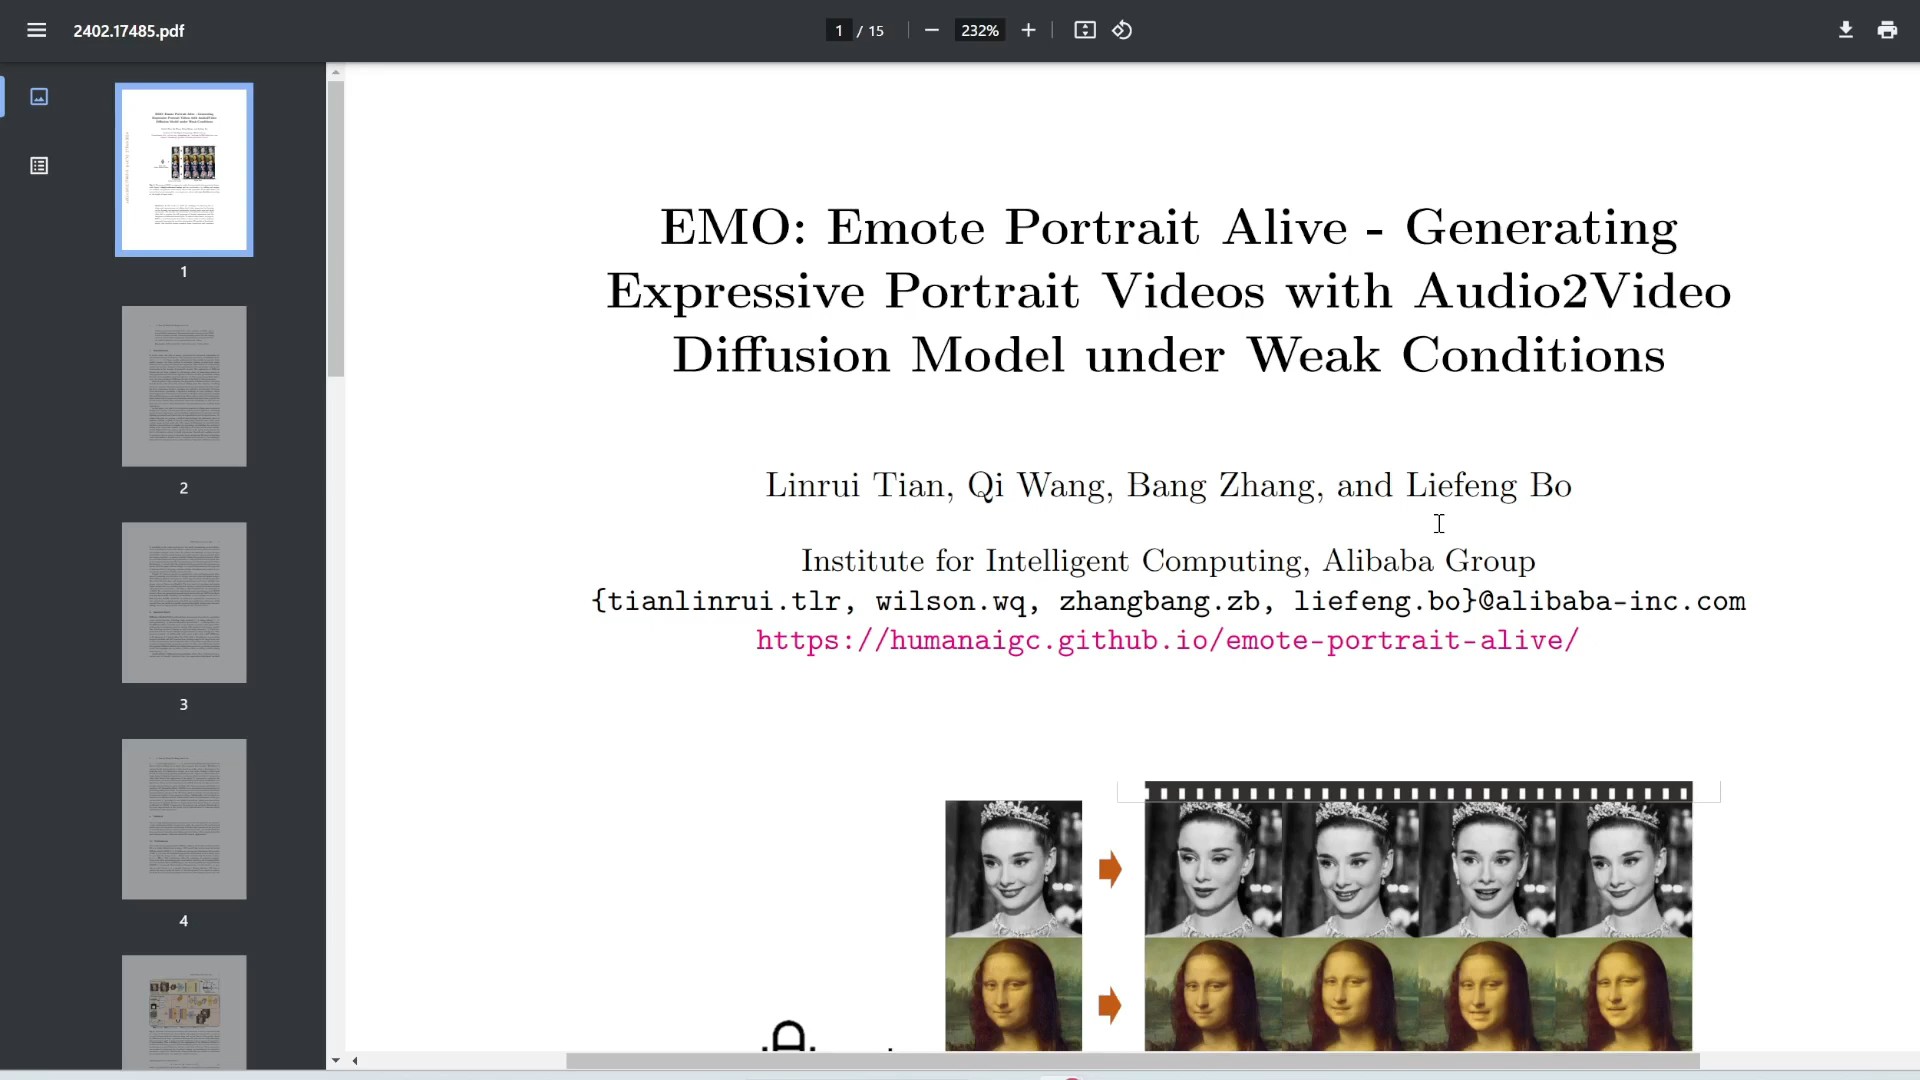 2402.17485.pdf
1 / 15
232%
1
2
3
4
EMO: Emote Portrait Alive - Generating
Expressive Portrait Videos with Audio2Video
Diffusion Model under Weak Conditions
Linrui Tian, Qi Wang, Bang Zhang, and Liefeng Bo
Institute for Intelligent Computing, Alibaba Group
{tianlinrui.tlr, wilson.wq, zhangbang.zb, liefeng.bo}@alibaba-inc.com
https://humanaigc.github.io/emote-portrait-alive/